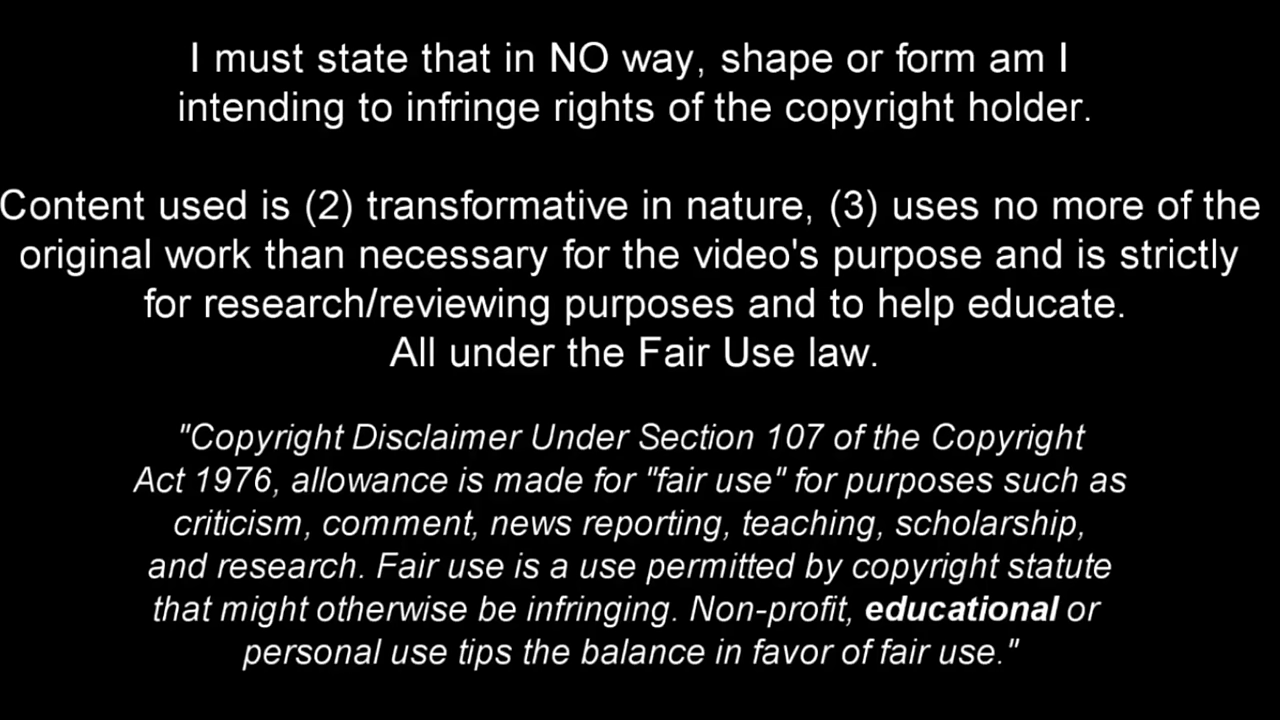 I must state that in NO way, shape or form am I
intending to infringe rights of the copyright holder.
Content used is (2) transformative in nature, (3) uses no more of the
original work than necessary for the video's purpose and is strictly
for research/reviewing purposes and to help educate.
All under the Fair Use law.
"Copyright Disclaimer Under Section 107 of the Copyright
Act 1976, allowance is made for "fair use" for purposes such as
criticism, comment, news reporting, teaching, scholarship,
and research. Fair use is a use permitted by copyright statute
that might otherwise be infringing. Non-profit, educational or
personal use tips the balance in favor of fair use."